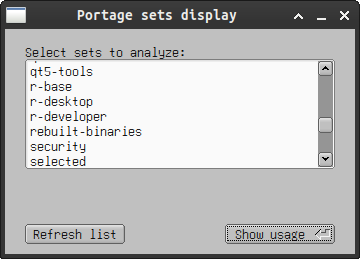 Portage sets display
Select sets to analyze:
qt5-tools
r-base
r-desktop
r-developer
rebuilt-binaries
security
selected
Refresh list
Show usage